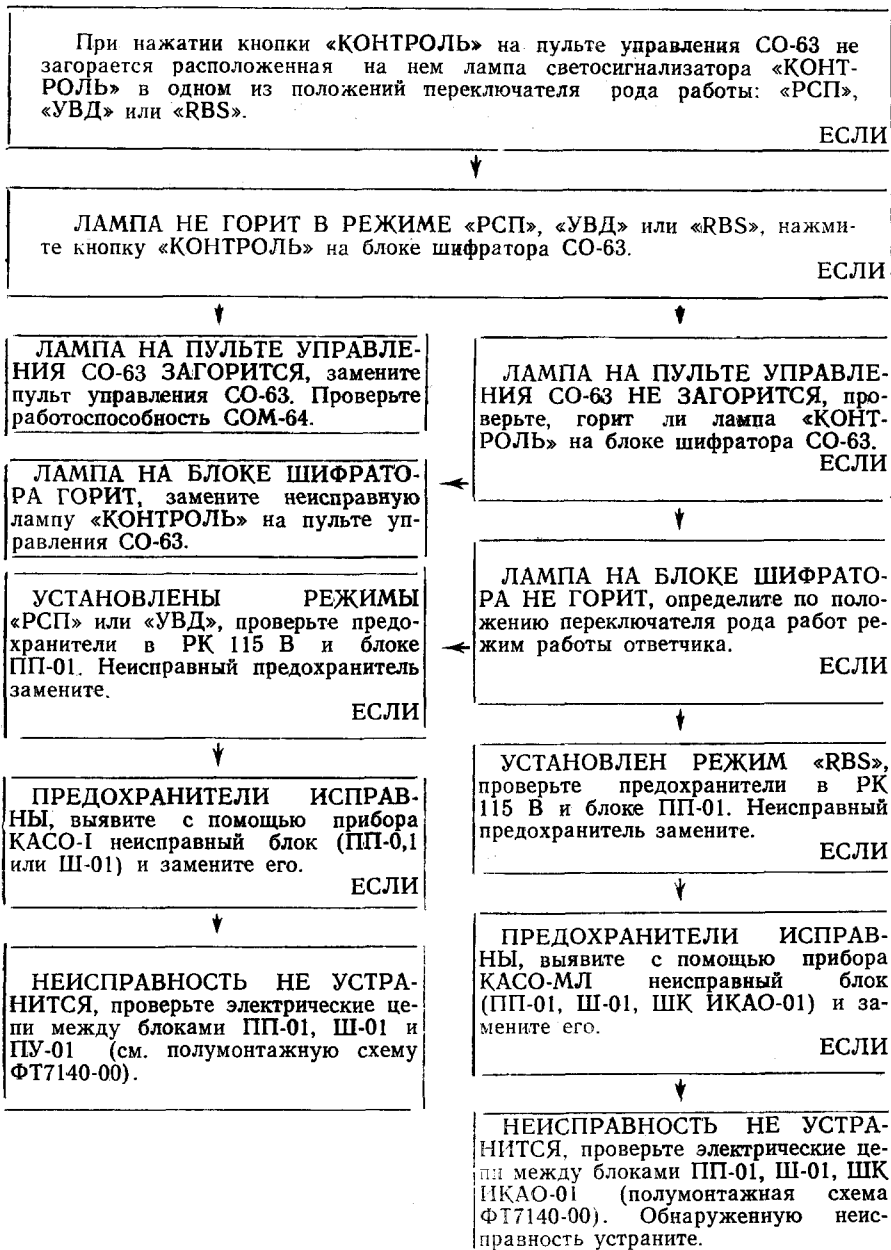 При нажатии кнопки «КОНТРОЛЬ» на пульте управления СО-63 не
загорается расположенная на нем лампа светосигнализатора «КОНТ-
РОЛЬ» в одном из положений переключателя рода работы: «РСП»,
«УВД» или «RBS».
ЕСЛИ
ЛАМПА НЕ ГОРИТ В РЕЖИМЕ «РСП», «УВД» или «RBS», нажми-
те кнопку «КОНТРОЛЬ» на блоке шифратора СО-63.
ЕСЛИ
ЛАМПА НА ПУЛЬТЕ УПРАВЛЕ-
НИЯ СО-63 ЗАГОРИТСЯ, замените
пульт управления СО-63. Проверьте
работоспособность СОМ-64.
ЛАМПА НА ПУЛЬТЕ УПРАВЛЕ-
НИЯ СО-63 НЕ ЗАГОРИТСЯ, про-
верьте, горит ли лампа «КОНТ-
РОЛЬ» на блоке шифратора СО-63.
ЕСЛИ
ЛАМПА НА БЛОКЕ ШИФРАТО-
РА ГОРИТ, замените неисправную
лампу «КОНТРОЛЬ» на пульте уп-
равления СО-63.
ЛАМПА НА БЛОКЕ ШИФРАТО-
РА НЕ ГОРИТ, определите по поло-
жению переключателя рода работ ре-
жим работы ответчика.
ЕСЛИ
УСТАНОВЛЕНЫ РЕЖИМЫ
«РСП» или «УВД», проверьте предо-
хранители в РК 115 В и блоке
ПП-01. Неисправный предохранитель
замените.
ЕСЛИ
ПРЕДОХРАНИТЕЛИ ИСПРАВ-
НЫ, выявите с помощью прибора
КАСО-I неисправный блок (ПП-0,1
или Ш-01) и замените его.
ЕСЛИ
НЕИСПРАВНОСТЬ НЕ УСТРА-
НИТСЯ, проверьте электрические це-
пи между блоками ПП-01, Ш-01 и
ПУ-01 (см. полумонтажную схему
ФТ7140-00).
УСТАНОВЛЕН РЕЖИМ «RBS»,
проверьте предохранители в РК
115 В и блоке ПП-01. Неисправный
предохранитель замените.
ЕСЛИ
ПРЕДОХРАНИТЕЛИ ИСПРАВ-
НЫ, выявите с помощью прибора
КАСО-МЛ неисправный блок
(ПП-01, Ш-01, ШК ИКАО-01) и за-
мените его.
ЕСЛИ
НЕИСПРАВНОСТЬ НЕ УСТРА-
НИТСЯ, проверьте электрические це-
пи между блоками ПП-01, Ш-01, ШК
ИКАО-01 (полумонтажная схема
ФТ7140-00). Обнаруженную неис-
правность устраните.